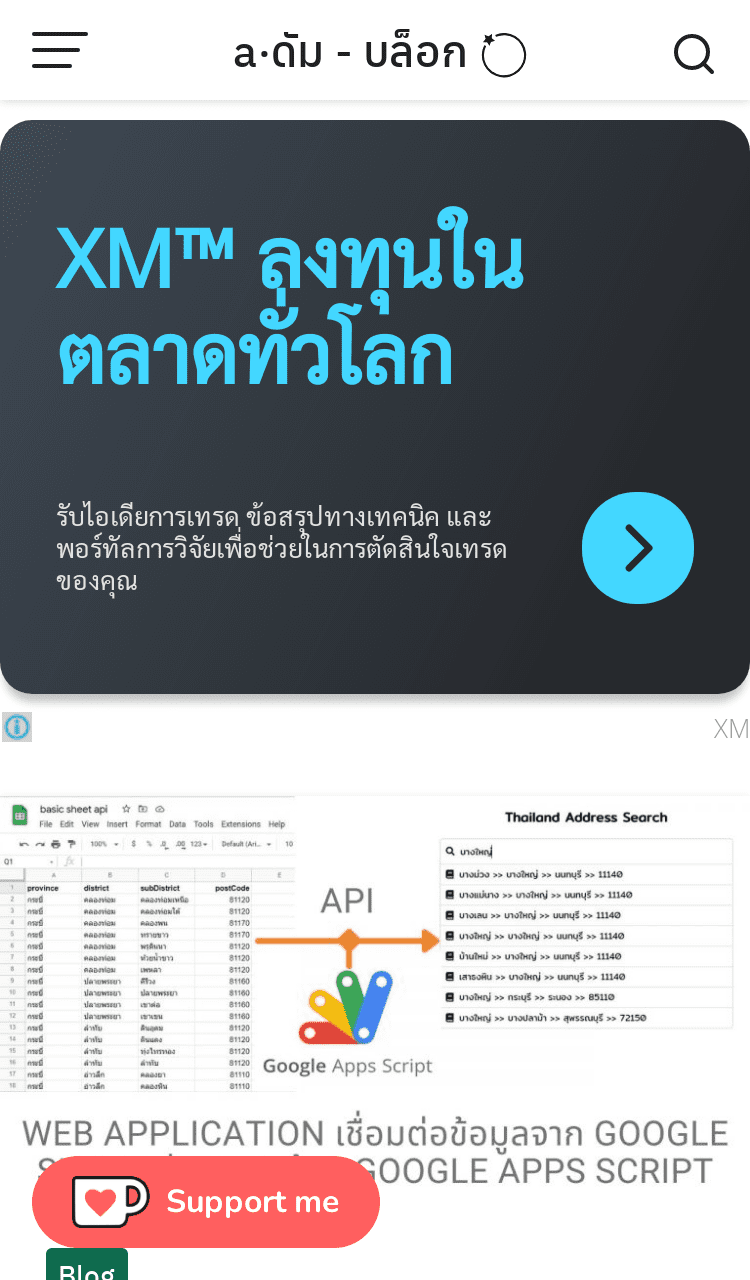 a·ดัม - บล็อก
XM™ ลงทุนใน
ตลาดทั่วโลก
รับไอเดียการเทรด ข้อสรุปทางเทคนิค และ
พอร์ทัลการวิจัยเพื่อช่วยในการตัดสินใจเทรด
ของคุณ
XM
basic sheet api
File Edit View Insert Format Data Tools Extensions Help
100% $ % .0 .00 123 Default (Ari... 10
Q1 fx
A B C D E
1 province district subDistrict postCode
2 กระบี่ คลองท่อม คลองท่อมเหนือ 81120
3 กระบี่ คลองท่อม คลองท่อมใต้ 81120
4 กระบี่ คลองท่อม คลองพน 81170
5 กระบี่ คลองท่อม ทรายขาว 81170
6 กระบี่ คลองท่อม พรุดินนา 81120
7 กระบี่ คลองท่อม ห้วยน้ำขาว 81120
8 กระบี่ คลองท่อม เพหลา 81120
9 กระบี่ ปลายพระยา คีรีวง 81160
10 กระบี่ ปลายพระยา ปลายพระยา 81160
11 กระบี่ ปลายพระยา เขาต่อ 81160
12 กระบี่ ปลายพระยา เขาเขน 81160
13 กระบี่ ลำทับ ดินอุดม 81120
14 กระบี่ ลำทับ ดินแดง 81120
15 กระบี่ ลำทับ ทุ่งไทรทอง 81120
16 กระบี่ ลำทับ ลำทับ 81120
17 กระบี่ อ่าวลึก คลองยา 81110
18 กระบี่ อ่าวลึก คลองหิน 81110
API
Google Apps Script
Thailand Address Search
บางใหญ่
บางม่วง >> บางใหญ่ >> นนทบุรี >> 11140
บางแม่นาง >> บางใหญ่ >> นนทบุรี >> 11140
บางเลน >> บางใหญ่ >> นนทบุรี >> 11140
บางใหญ่ >> บางใหญ่ >> นนทบุรี >> 11140
บ้านใหม่ >> บางใหญ่ >> นนทบุรี >> 11140
เสาธงหิน >> บางใหญ่ >> นนทบุรี >> 11140
บางใหญ่ >> กระบุรี >> ระนอง >> 85110
บางใหญ่ >> บางปลาม้า >> สุพรรณบุรี >> 72150
WEB APPLICATION เชื่อมต่อข้อมูลจาก GOOGLE
GOOGLE APPS SCRIPT
Support me
Blog